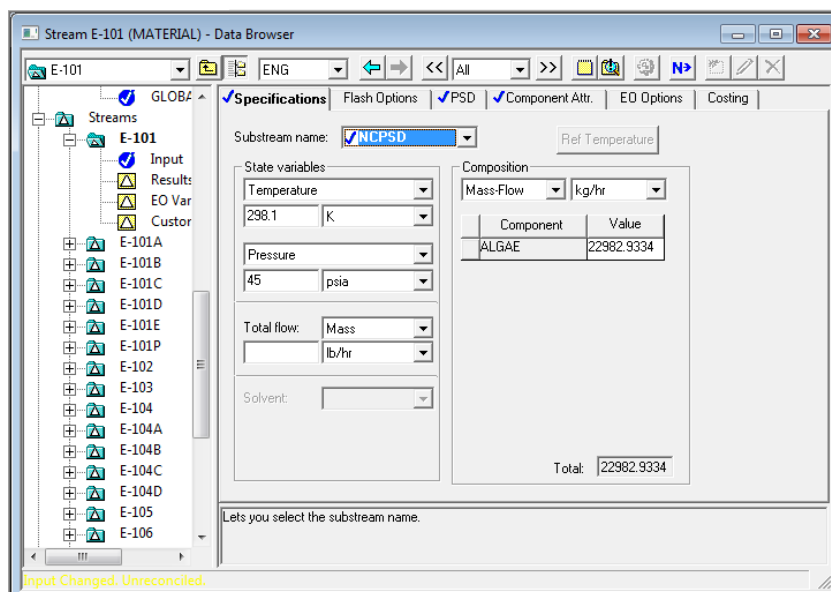 Stream E-101 (MATERIAL) - Data Browser
E-101 ENG << All >> N>
GLOBA
Streams
E-101
Input
Results
EO Var
Custor
E-101A
E-101B
E-101C
E-101D
E-101E
E-101P
E-102
E-103
E-104
E-104A
E-104B
E-104C
E-104D
E-105
E-106
Specifications Flash Options PSD Component Attr. EO Options Costing
Substream name: NCPSD Ref Temperature
State variables
Temperature
298.1 K
Pressure
45 psia
Total flow: Mass
lb/hr
Solvent:
Composition
Mass-Flow kg/hr
Component Value
ALGAE 22982.9334
Total: 22982.9334
Lets you select the substream name.
Input Changed. Unreconciled.